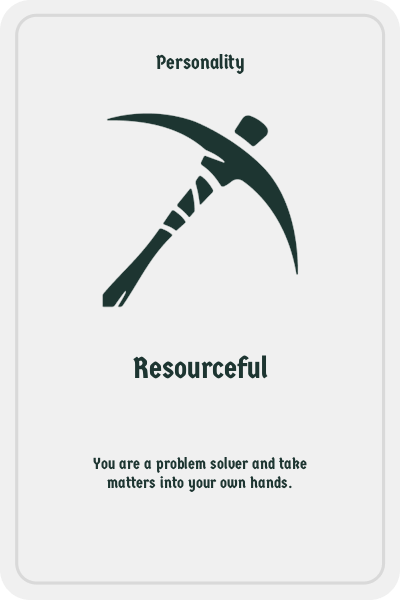 Personality
Resourceful
You are a problem solver and take
matters into your own hands.